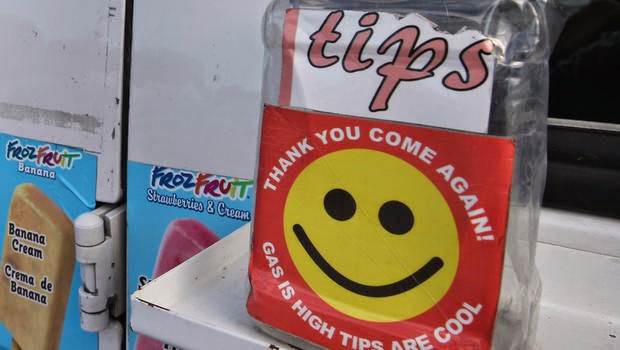 tips
THANK YOU COME AGAIN!
GAS IS HIGH TIPS ARE COOL
FROZFRUIT
Banana
Banana
Cream
Crema de
Banana
FROZFRUIT
Strawberries & Cream